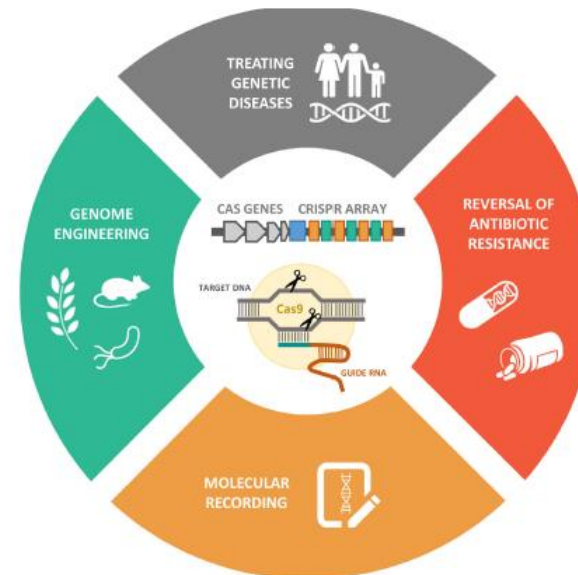 TREATING
GENETIC
DISEASES
GENOME
ENGINEERING
CAS GENES CRISPR ARRAY
TARGET DNA
Cas9
GUIDE RNA
REVERSAL OF
ANTIBIOTIC
RESISTANCE
MOLECULAR
RECORDING